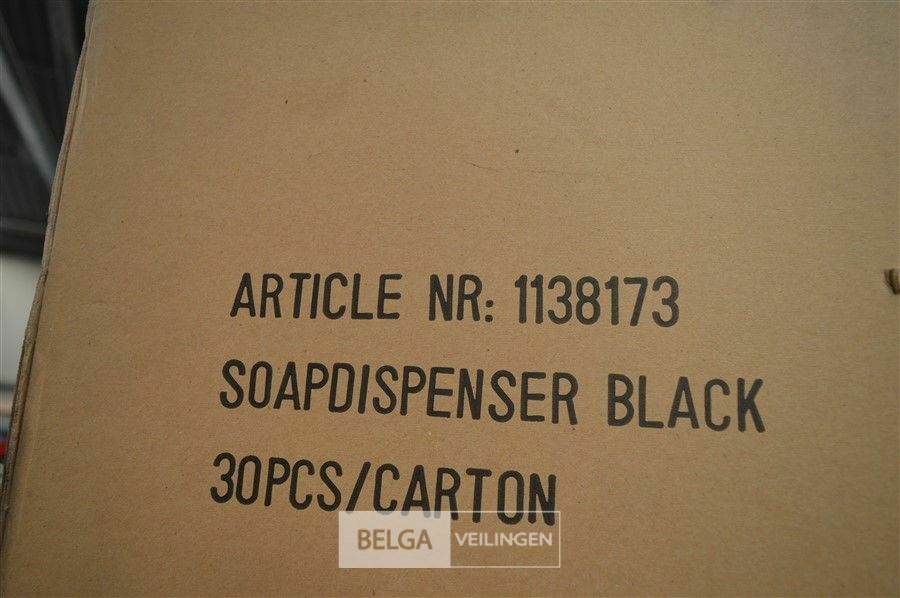 ARTICLE NR: 1138173
SOAPDISPENSER BLACK
30PCS/CARTON
BELGA VEILINGEN